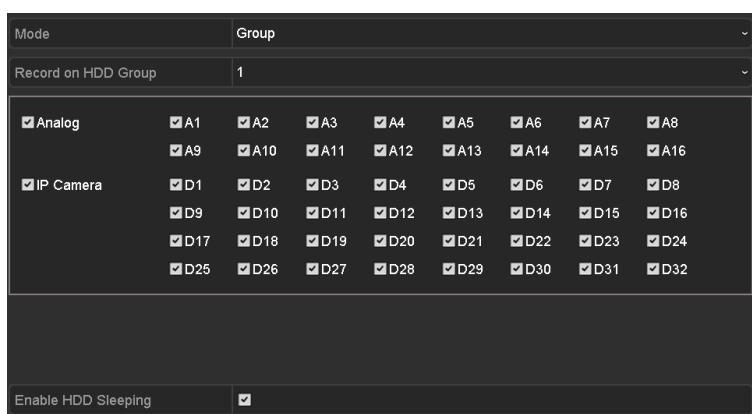 Mode Group
Record on HDD Group 1
Analog A1 A2 A3 A4 A5 A6 A7 A8
A9 A10 A11 A12 A13 A14 A15 A16
IP Camera D1 D2 D3 D4 D5 D6 D7 D8
D9 D10 D11 D12 D13 D14 D15 D16
D17 D18 D19 D20 D21 D22 D23 D24
D25 D26 D27 D28 D29 D30 D31 D32
Enable HDD Sleeping